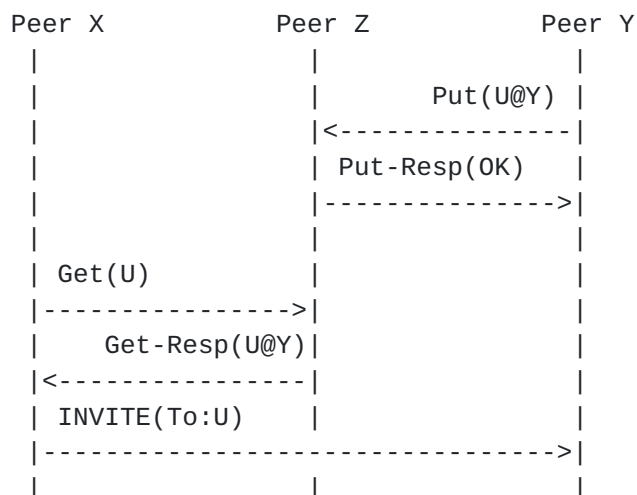 Peer X Peer Z Peer Y
Put(U@Y)
Put-Resp(OK)
Get(U)
Get-Resp(U@Y)
INVITE(To:U)